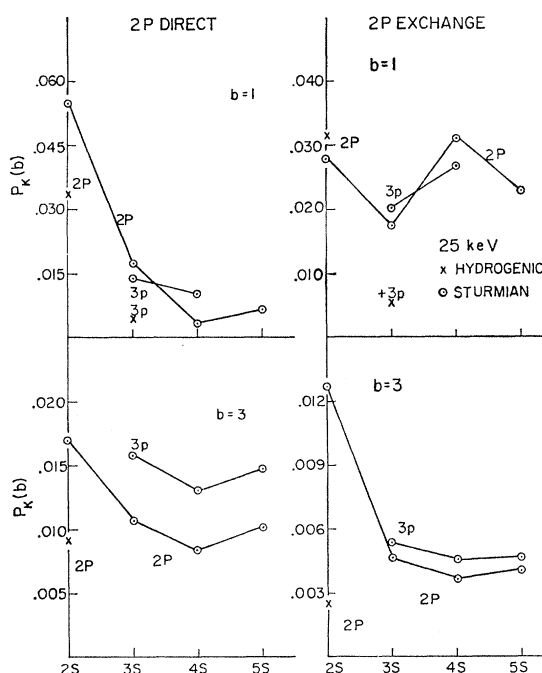 2P DIRECT
2P EXCHANGE
P_K(b)
.060
.045
.030
.015
b=1
2P
2P
3p
3p
.040
.030
.020
.010
b=1
2P
3p
2P
+3p
25 keV
x HYDROGENIC
⊙ STURMIAN
P_K(b)
.020
.015
.010
.005
b=3
3p
2P
2P
2S 3S 4S 5S
.012
.009
.006
.003
b=3
3p
2P
2P
2S 3S 4S 5S